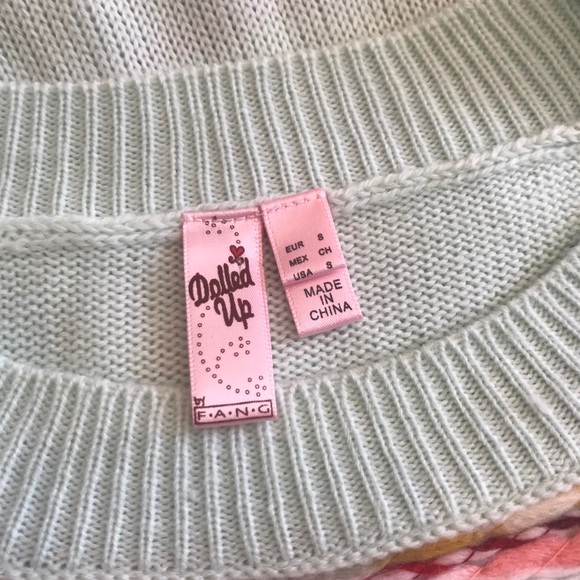 Dolled
Up
by
F·A·N·G
EUR S
MEX CH
USA S
MADE
IN
CHINA